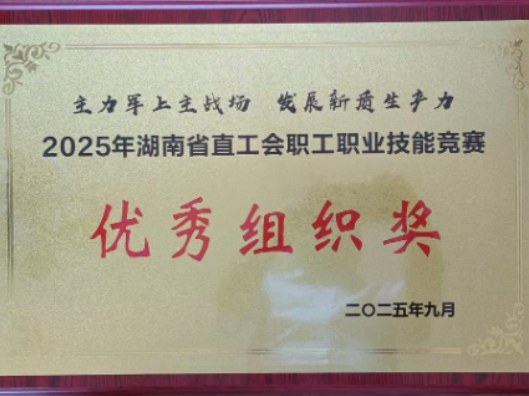 主力军上主战场 发展新质生产力
2025年湖南省直工会职工职业技能竞赛
优秀组织奖
二〇二五年九月